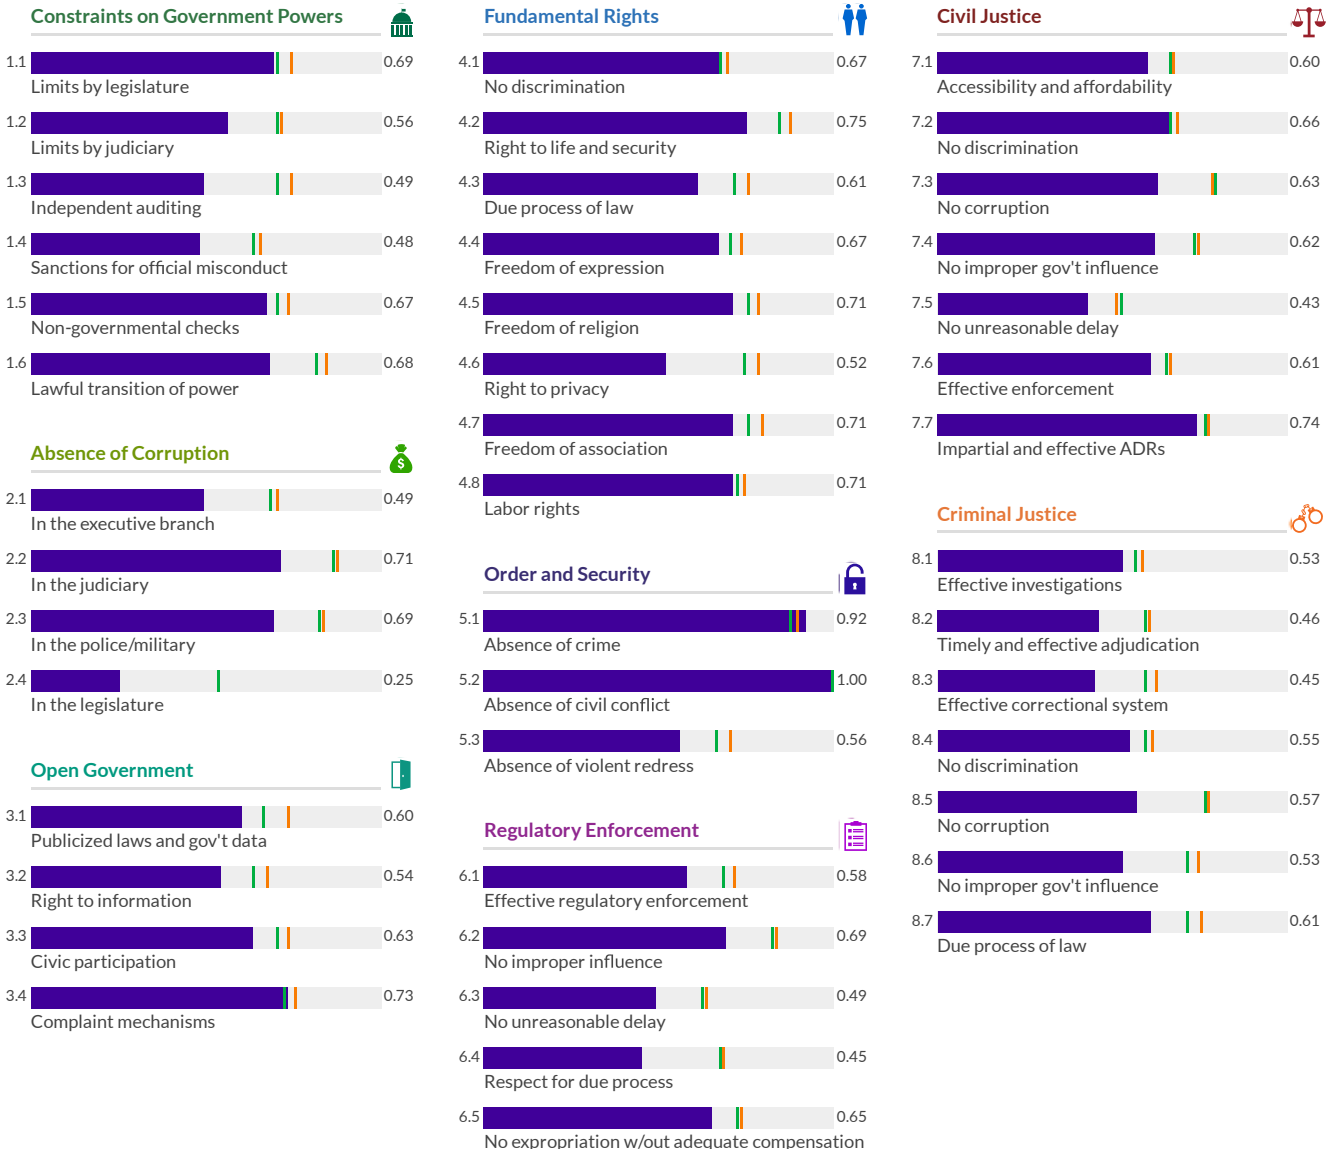 Constraints on Government Powers
1.1 0.69
Limits by legislature
1.2 0.56
Limits by judiciary
1.3 0.49
Independent auditing
1.4 0.48
Sanctions for official misconduct
1.5 0.67
Non-governmental checks
1.6 0.68
Lawful transition of power
Absence of Corruption
$
2.1 0.49
In the executive branch
2.2 0.71
In the judiciary
2.3 0.69
In the police/military
2.4 0.25
In the legislature
Open Government
3.1 0.60
Publicized laws and gov't data
3.2 0.54
Right to information
3.3 0.63
Civic participation
3.4 0.73
Complaint mechanisms
Fundamental Rights
4.1 0.67
No discrimination
4.2 0.75
Right to life and security
4.3 0.61
Due process of law
4.4 0.67
Freedom of expression
4.5 0.71
Freedom of religion
4.6 0.52
Right to privacy
4.7 0.71
Freedom of association
4.8 0.71
Labor rights
Order and Security
5.1 0.92
Absence of crime
5.2 1.00
Absence of civil conflict
5.3 0.56
Absence of violent redress
Regulatory Enforcement
6.1 0.58
Effective regulatory enforcement
6.2 0.69
No improper influence
6.3 0.49
No unreasonable delay
6.4 0.45
Respect for due process
6.5 0.65
No expropriation w/out adequate compensation
Civil Justice
7.1 0.60
Accessibility and affordability
7.2 0.66
No discrimination
7.3 0.63
No corruption
7.4 0.62
No improper gov't influence
7.5 0.43
No unreasonable delay
7.6 0.61
Effective enforcement
7.7 0.74
Impartial and effective ADRs
Criminal Justice
8.1 0.53
Effective investigations
8.2 0.46
Timely and effective adjudication
8.3 0.45
Effective correctional system
8.4 0.55
No discrimination
8.5 0.57
No corruption
8.6 0.53
No improper gov't influence
8.7 0.61
Due process of law